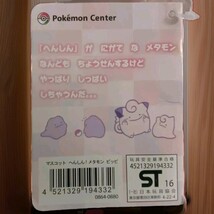 Pokémon Center
「へんしん」が にがて な メタモン
なんども ちょうせんするけど
やっぱり しっぱい
しちゃうんだ…
マスコット へんしん！メタモン ピッピ
4521329194332
4 521329 194332
ST 16